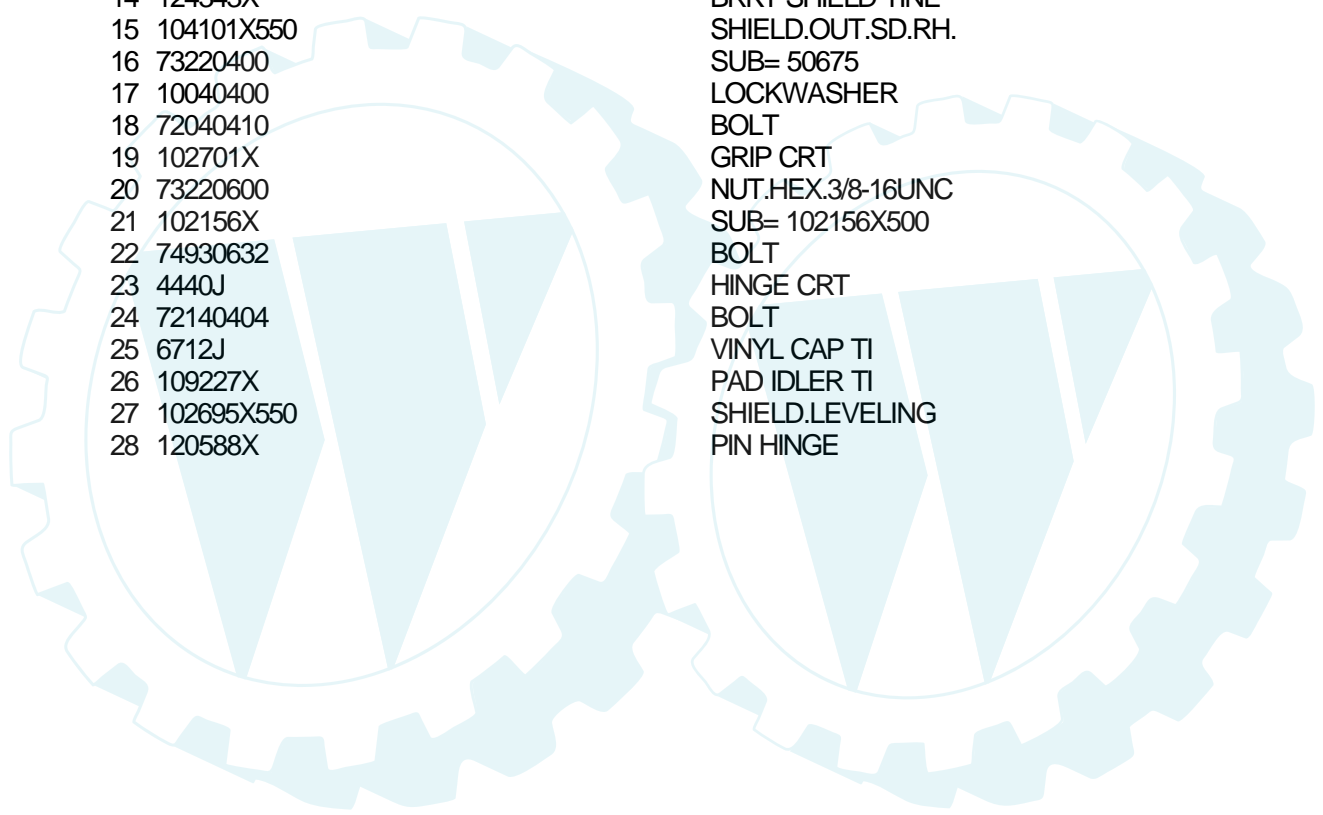 15 104101X550 SHIELD.OUT.SD.RH.
16 73220400 SUB= 50675
17 10040400 LOCKWASHER
18 72040410 BOLT
19 102701X GRIP CRT
20 73220600 NUT.HEX.3/8-16UNC
21 102156X SUB= 102156X500
22 74930632 BOLT
23 4440J HINGE CRT
24 72140404 BOLT
25 6712J VINYL CAP TI
26 109227X PAD IDLER TI
27 102695X550 SHIELD.LEVELING
28 120588X PIN HINGE